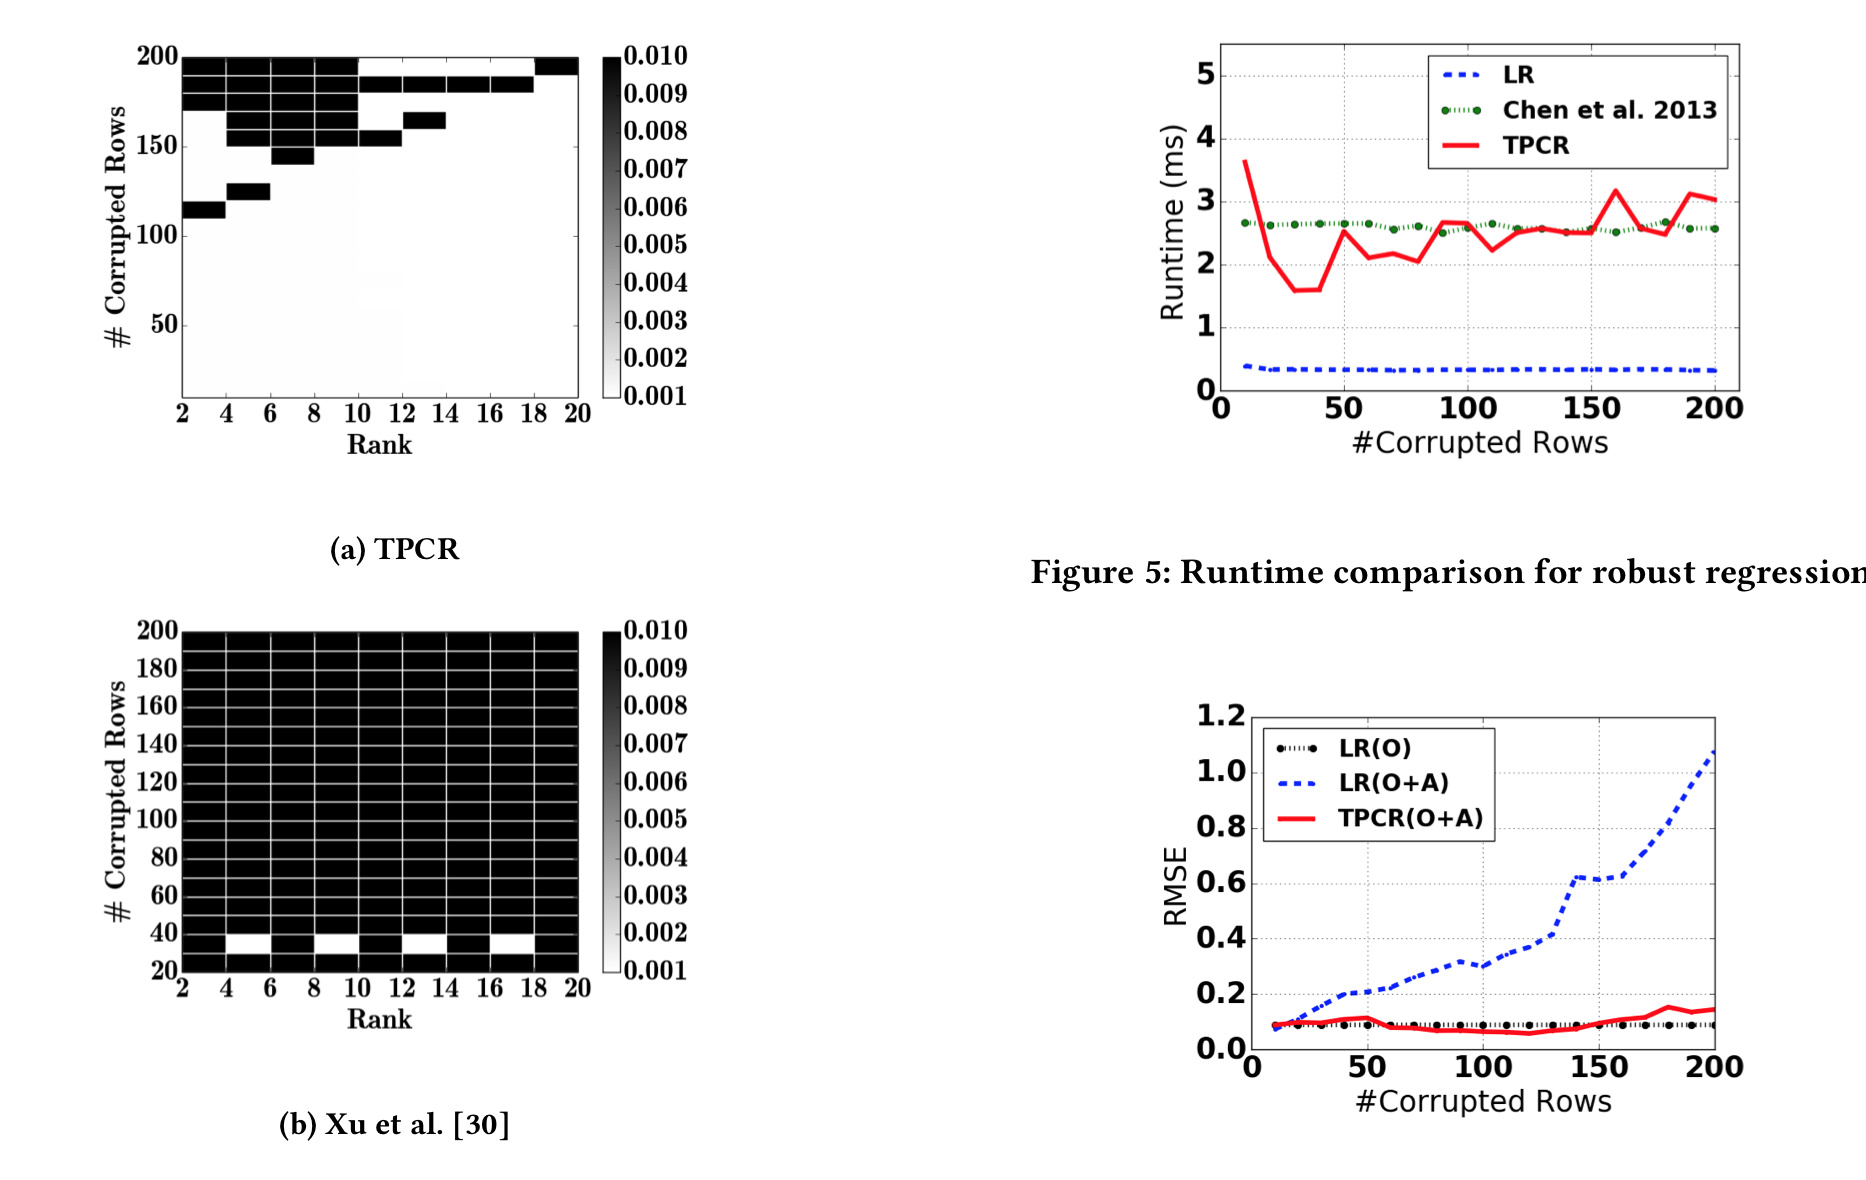 200
150
100
50
# Corrupted Rows
2 4 6 8 10 12 14 16 18 20
Rank
0.010
0.009
0.008
0.007
0.006
0.005
0.004
0.003
0.002
0.001
(a) TPCR
200
180
160
140
120
100
80
60
40
20
# Corrupted Rows
2 4 6 8 10 12 14 16 18 20
Rank
0.010
0.009
0.008
0.007
0.006
0.005
0.004
0.003
0.002
0.001
(b) Xu et al. [30]
5
4
3
2
1
0
Runtime (ms)
LR
Chen et al. 2013
TPCR
0 50 100 150 200
#Corrupted Rows
Figure 5: Runtime comparison for robust regression
1.2
1.0
0.8
0.6
0.4
0.2
0.0
RMSE
LR(O)
LR(O+A)
TPCR(O+A)
0 50 100 150 200
#Corrupted Rows